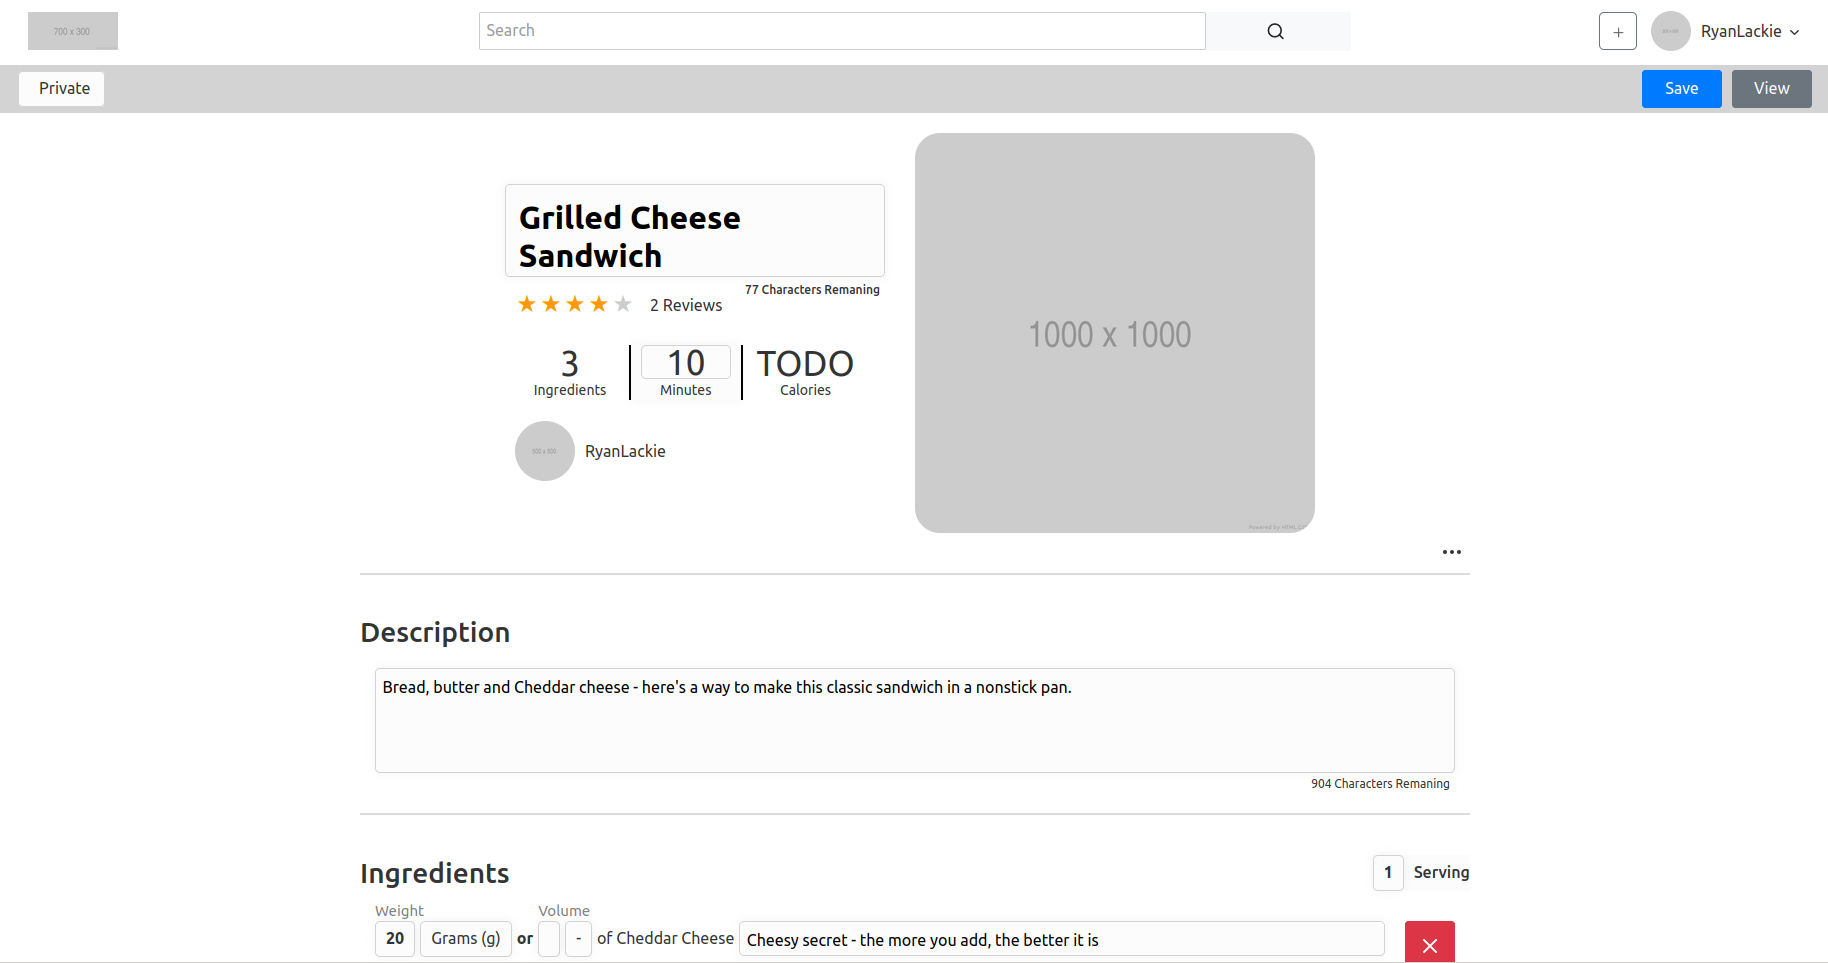 700 x 300
Search
+
RyanLackie
Private
Save
View
Grilled Cheese
Sandwich
77 Characters Remaning
2 Reviews
3
Ingredients
10
Minutes
TODO
Calories
500 x 500
RyanLackie
1000 x 1000
Powered by HTML.CO
Description
Bread, butter and Cheddar cheese - here's a way to make this classic sandwich in a nonstick pan.
904 Characters Remaning
Ingredients
1 Serving
Weight Volume
20 Grams (g) or - of Cheddar Cheese Cheesy secret - the more you add, the better it is